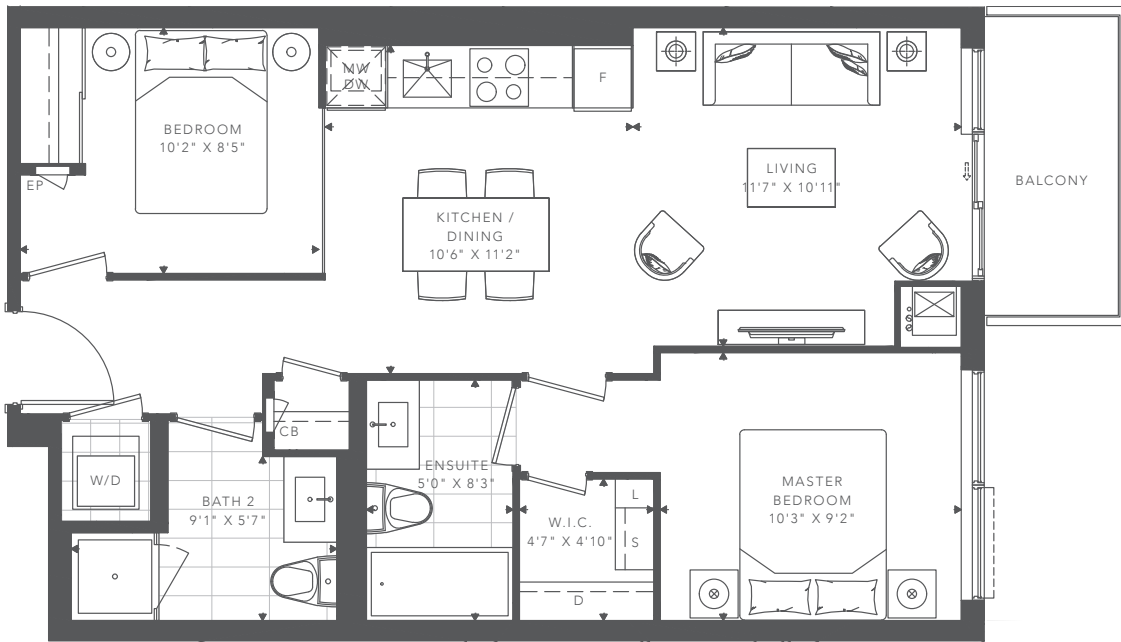 BEDROOM
10'2" X 8'5"
EP
MW
DW
F
KITCHEN /
DINING
10'6" X 11'2"
LIVING
11'7" X 10'11"
BALCONY
CB
W/D
BATH 2
9'1" X 5'7"
ENSUITE
5'0" X 8'3"
W.I.C.
4'7" X 4'10"
L
S
D
MASTER
BEDROOM
10'3" X 9'2"